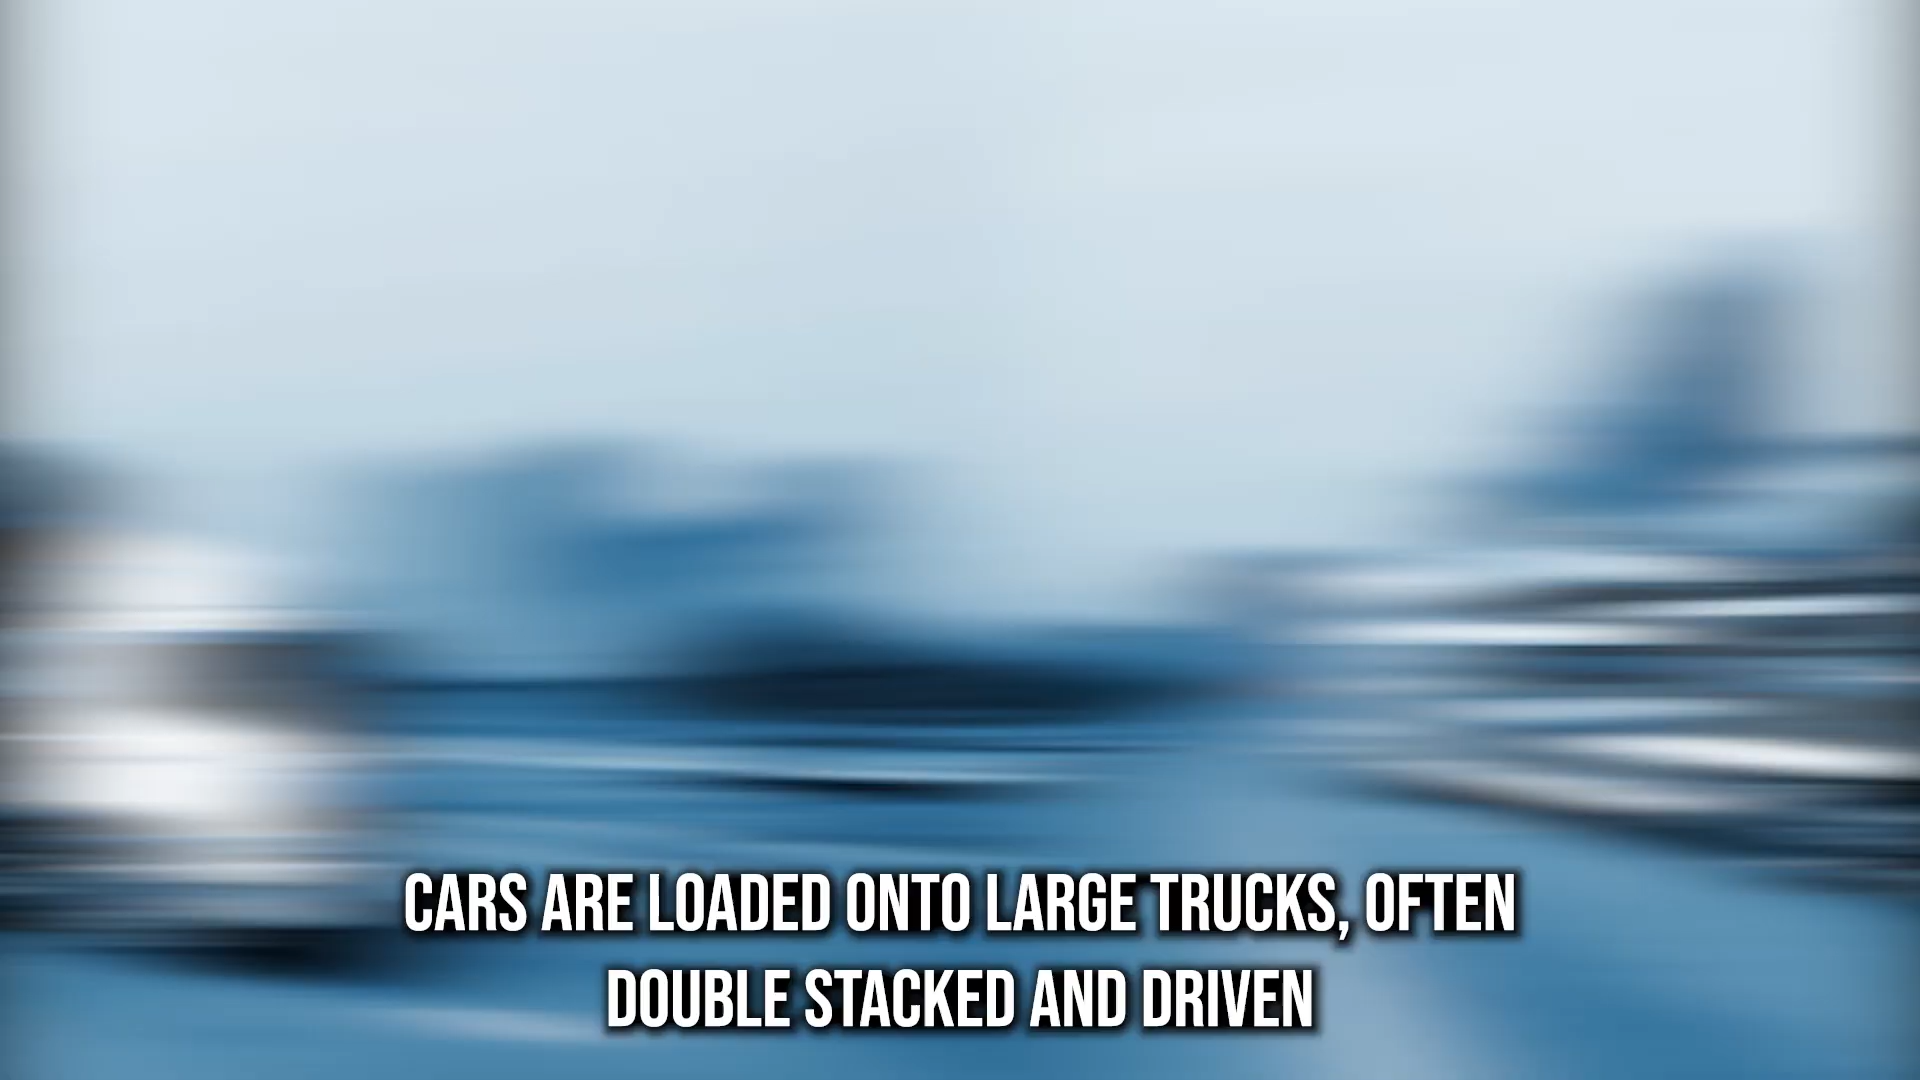 CARS ARE LOADED ONTO LARGE TRUCKS, OFTEN
DOUBLE STACKED AND DRIVEN